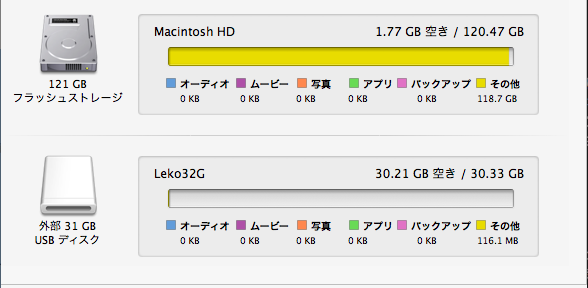 Macintosh HD 1.77 GB 空き / 120.47 GB
オーディオ ムービー 写真 アプリ バックアップ その他
0 KB 0 KB 0 KB 0 KB 0 KB 118.7 GB
121 GB
フラッシュストレージ
Leko32G 30.21 GB 空き / 30.33 GB
オーディオ ムービー 写真 アプリ バックアップ その他
0 KB 0 KB 0 KB 0 KB 0 KB 116.1 MB
外部 31 GB
USB ディスク